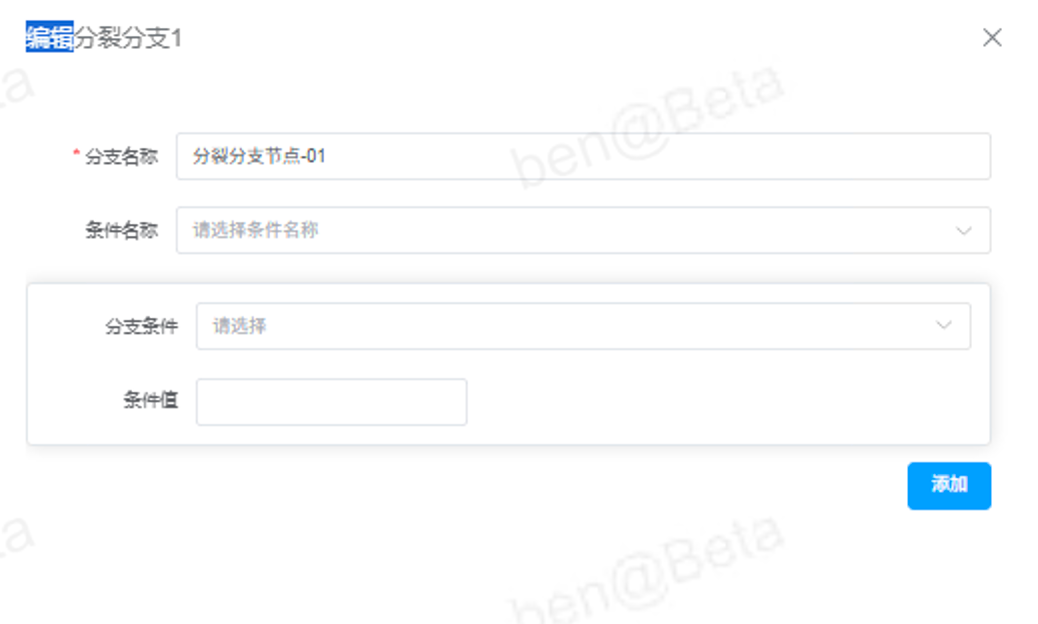 编辑分裂分支1
* 分支名称 分裂分支节点-01
条件名称 请选择条件名称
分支条件 请选择
条件值
添加
ta
ben@Beta
ta
ben@Beta